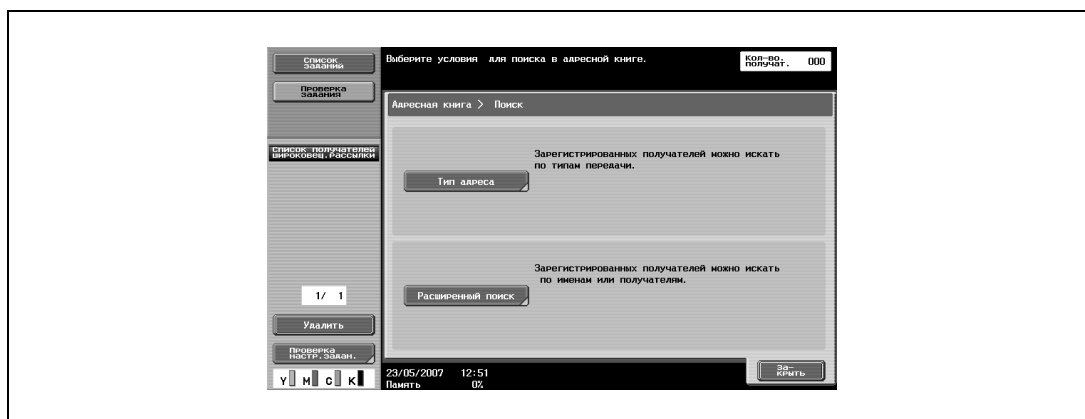 Список
заданий
Проверка
задания
Список получателей
широковещ.рассылки
1/ 1
Удалить
Проверка
настр.задан.
Y M C K
Выберите условия для поиска в адресной книге.
Кол-во.
получат. 000
Адресная книга > Поиск
Тип адреса
Зарегистрированных получателей можно искать
по типам передачи.
Расширенный поиск
Зарегистрированных получателей можно искать
по именам или получателям.
23/05/2007 12:51
Память 0%
За-
крыть